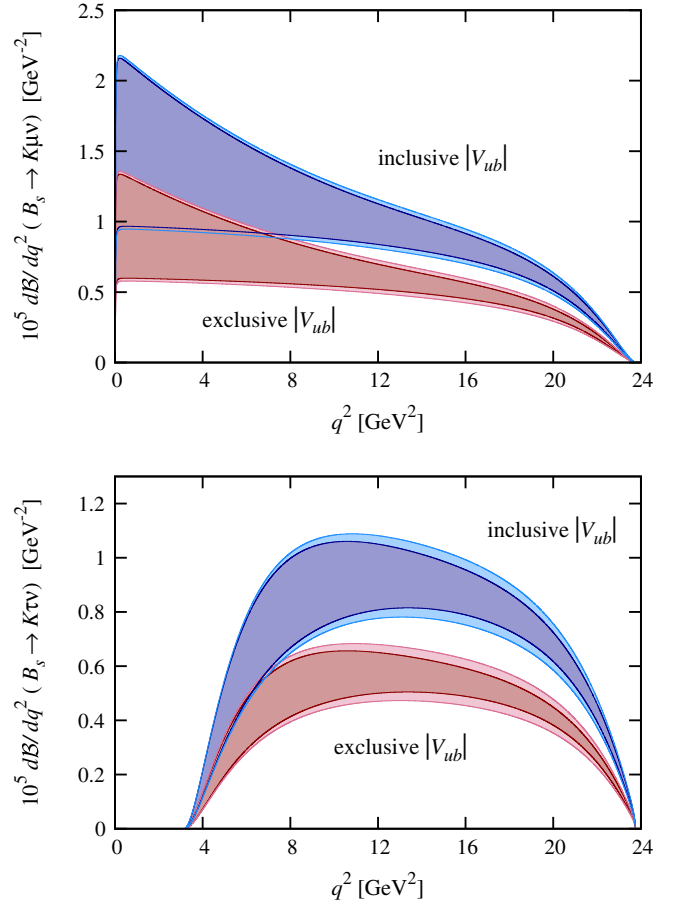 2.5
2
1.5
1
0.5
0
0 4 8 12 16 20 24
10^5 dB/dq^2 ( B_s → Kμν) [GeV^-2]
inclusive |V_ub|
exclusive |V_ub|
q^2 [GeV^2]
1.2
1
0.8
0.6
0.4
0.2
0
0 4 8 12 16 20 24
10^5 dB/dq^2 ( B_s → Kτν) [GeV^-2]
inclusive |V_ub|
exclusive |V_ub|
q^2 [GeV^2]